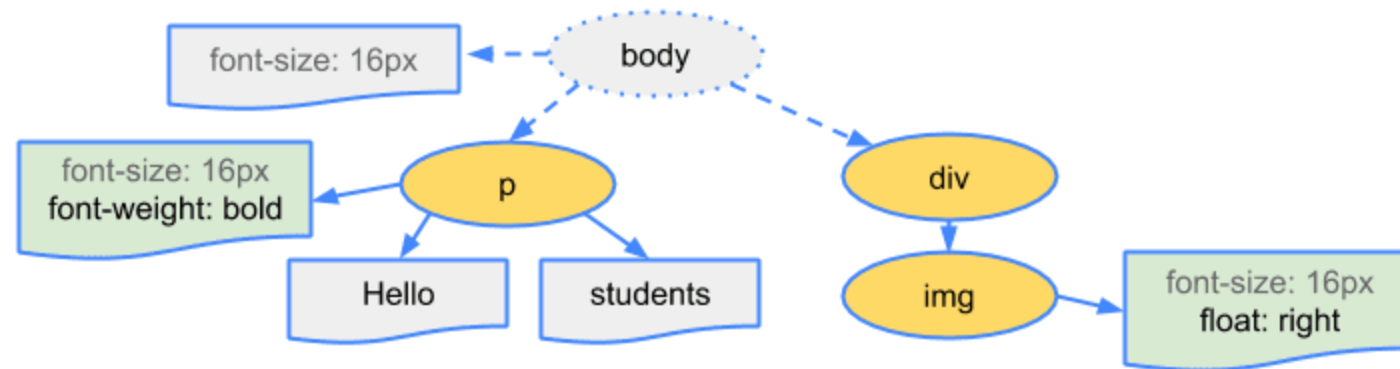 body
font-size: 16px
font-size: 16px
font-weight: bold
p
div
Hello
students
img
font-size: 16px
float: right